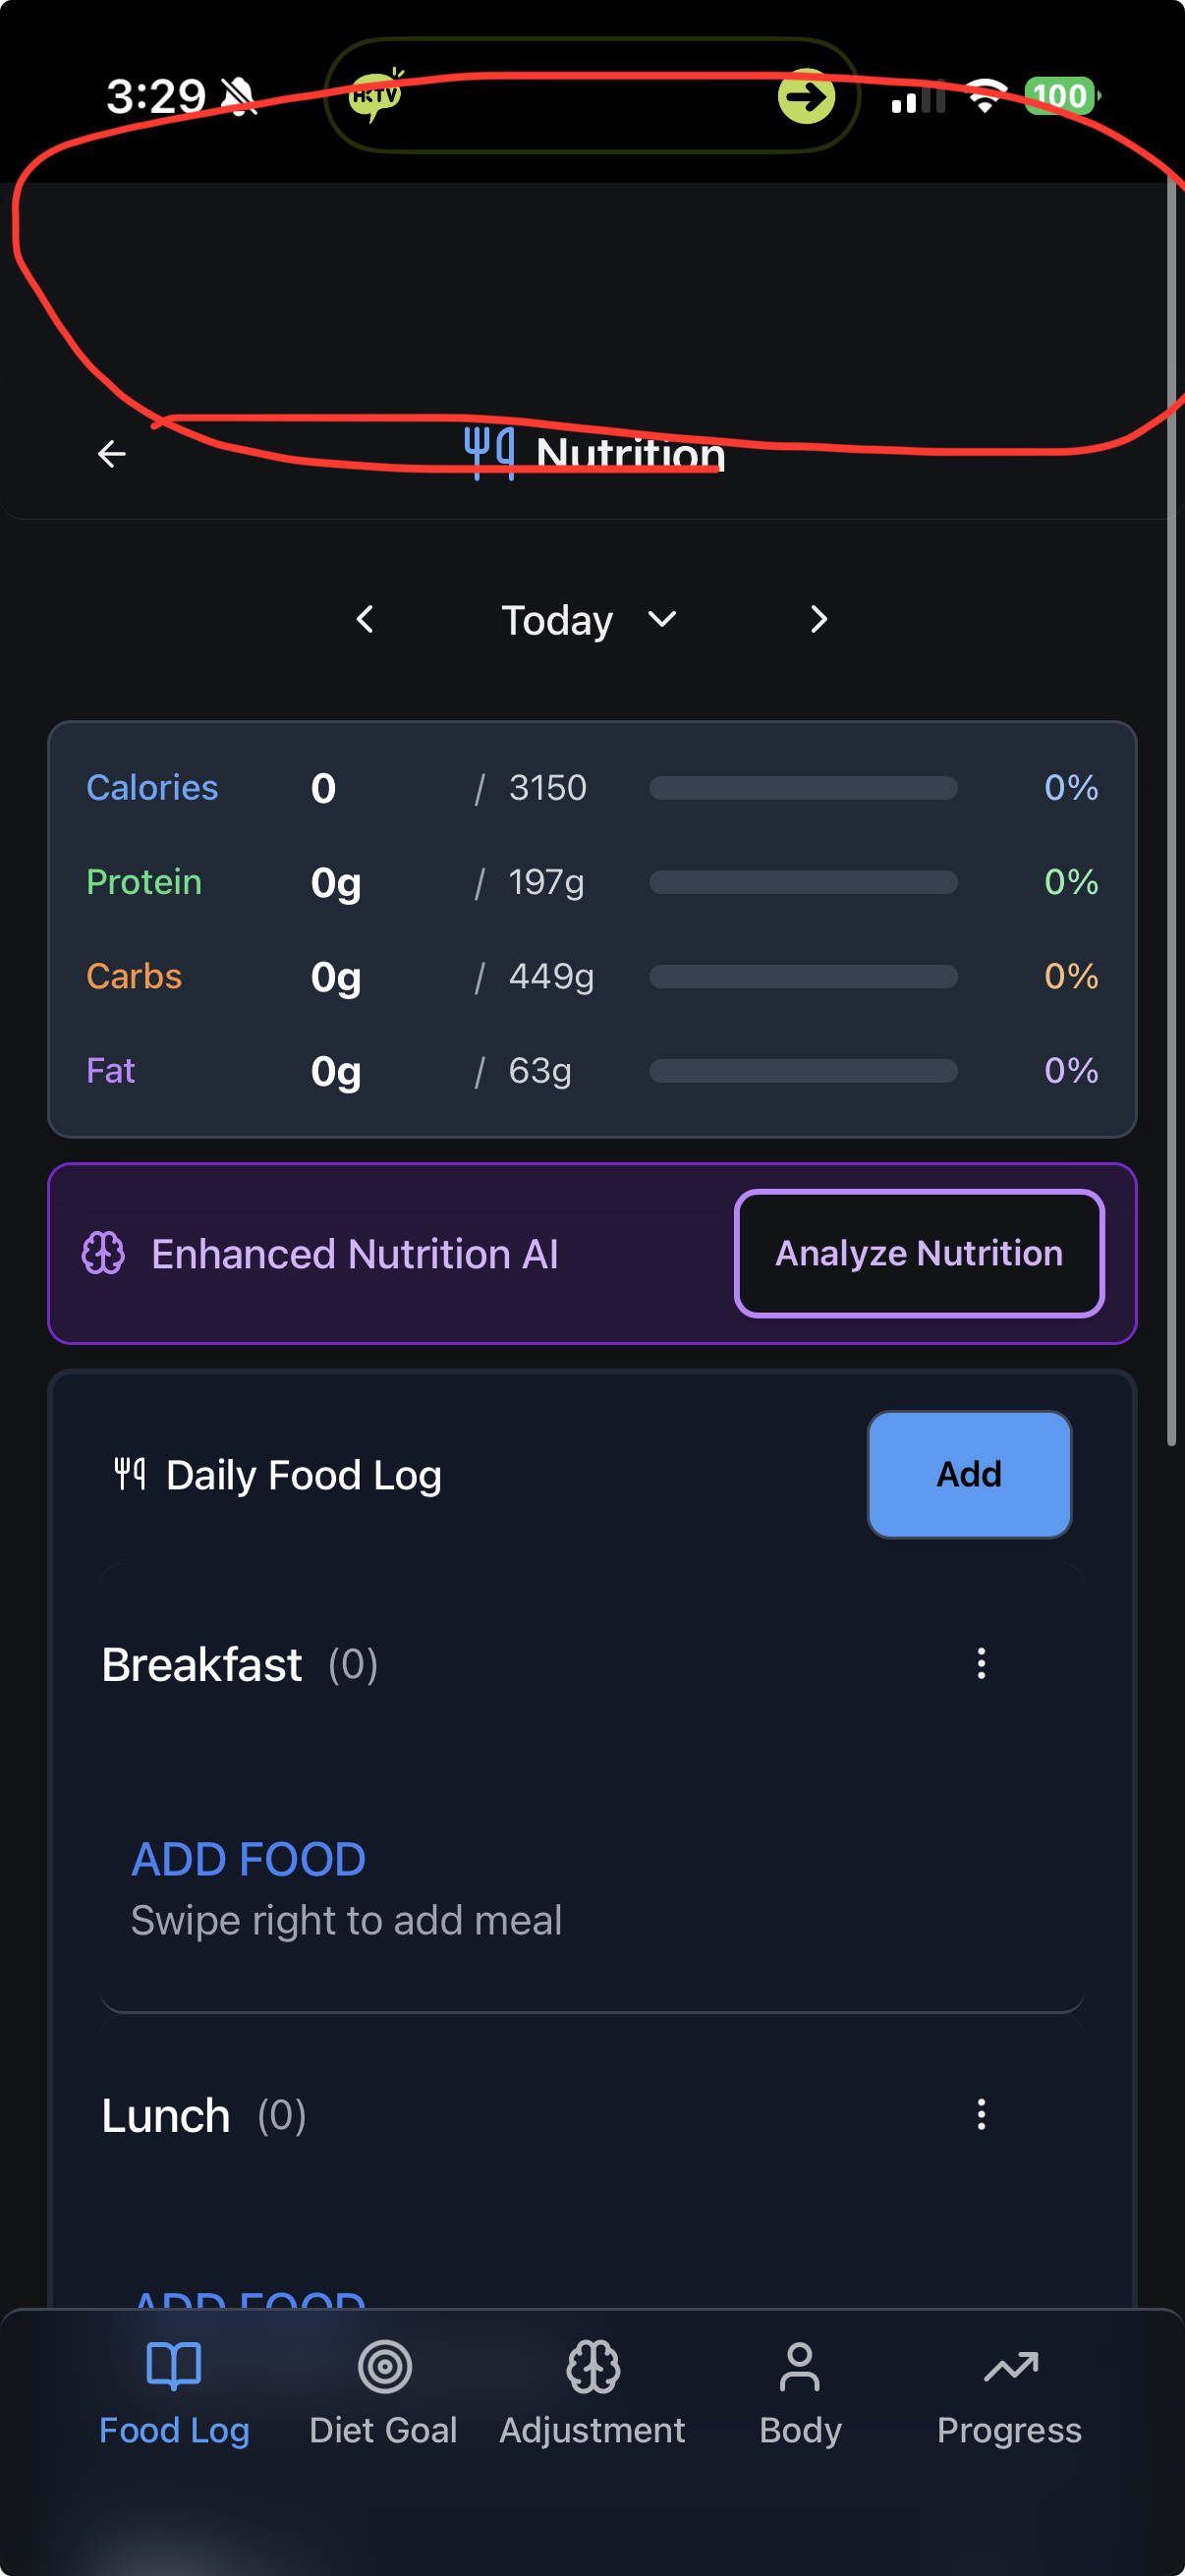 3:29 HKTV 100
Nutrition
Today
Calories 0 / 3150 0%
Protein 0g / 197g 0%
Carbs 0g / 449g 0%
Fat 0g / 63g 0%
Enhanced Nutrition AI Analyze Nutrition
Daily Food Log Add
Breakfast (0)
ADD FOOD
Swipe right to add meal
Lunch (0)
ADD FOOD
Food Log Diet Goal Adjustment Body Progress